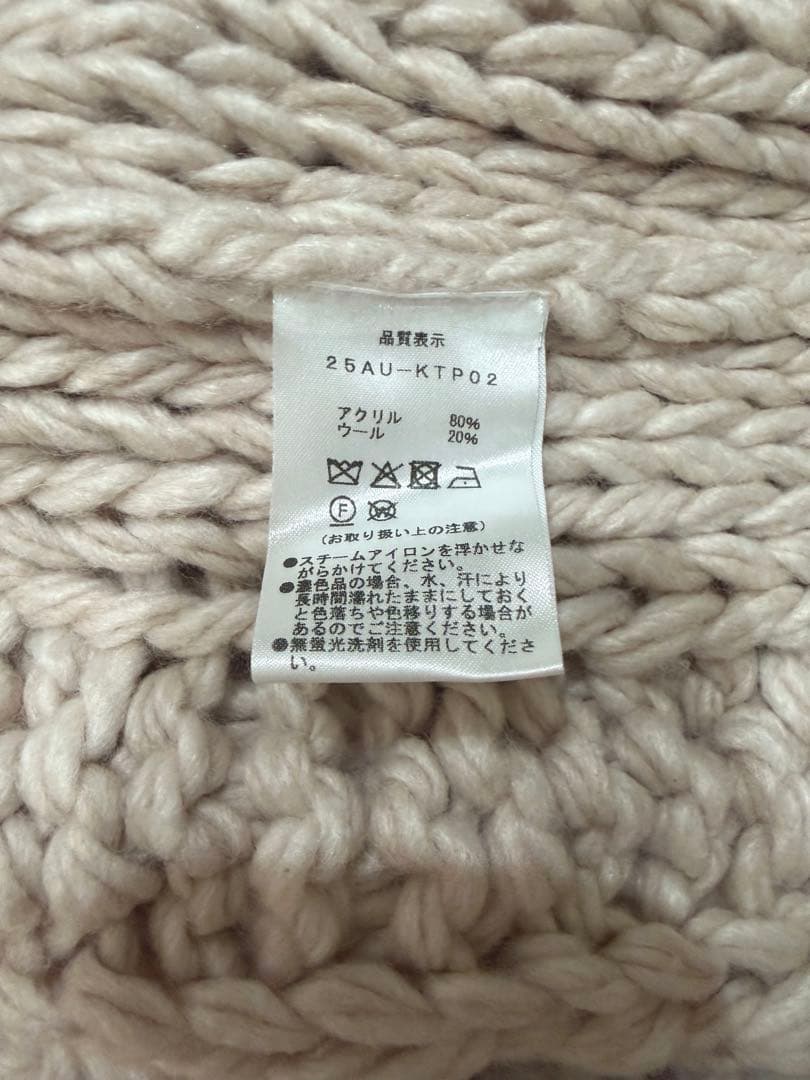 品質表示
25AU-KTP02
アクリル 80%
ウール 20%
F W
(お取り扱い上の注意)
●スチームアイロンを浮かせな
がらかけてください。
●濃色品の場合、水、汗により
長時間濡れたままにしておく
と色落ちや色移りする場合が
あるのでご注意ください。
●無蛍光洗剤を使用してくださ
い。